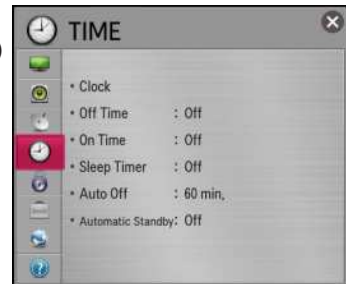 )
TIME
• Clock
• Off Time : Off
• On Time : Off
• Sleep Timer : Off
• Auto Off : 60 min.
• Automatic Standby: Off